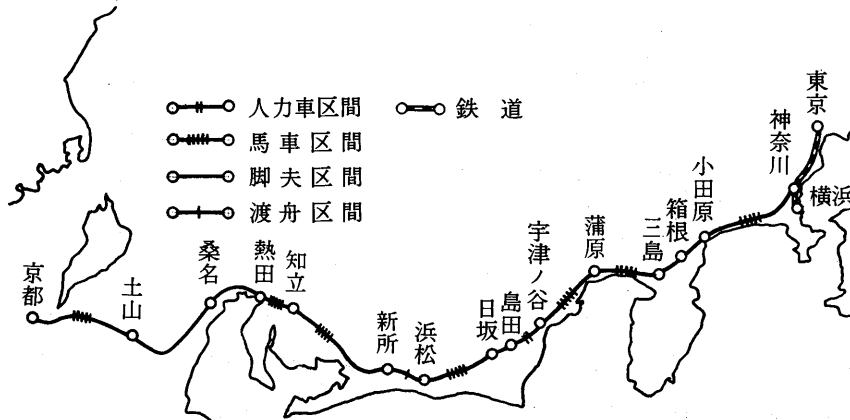 人力車区間
鉄道
馬車区間
脚夫区間
渡舟区間
東京
神奈川
横浜
小田原
箱根
三島
蒲原
宇津ノ谷
島田
日坂
浜松
新所
知立
熱田
桑名
土山
京都